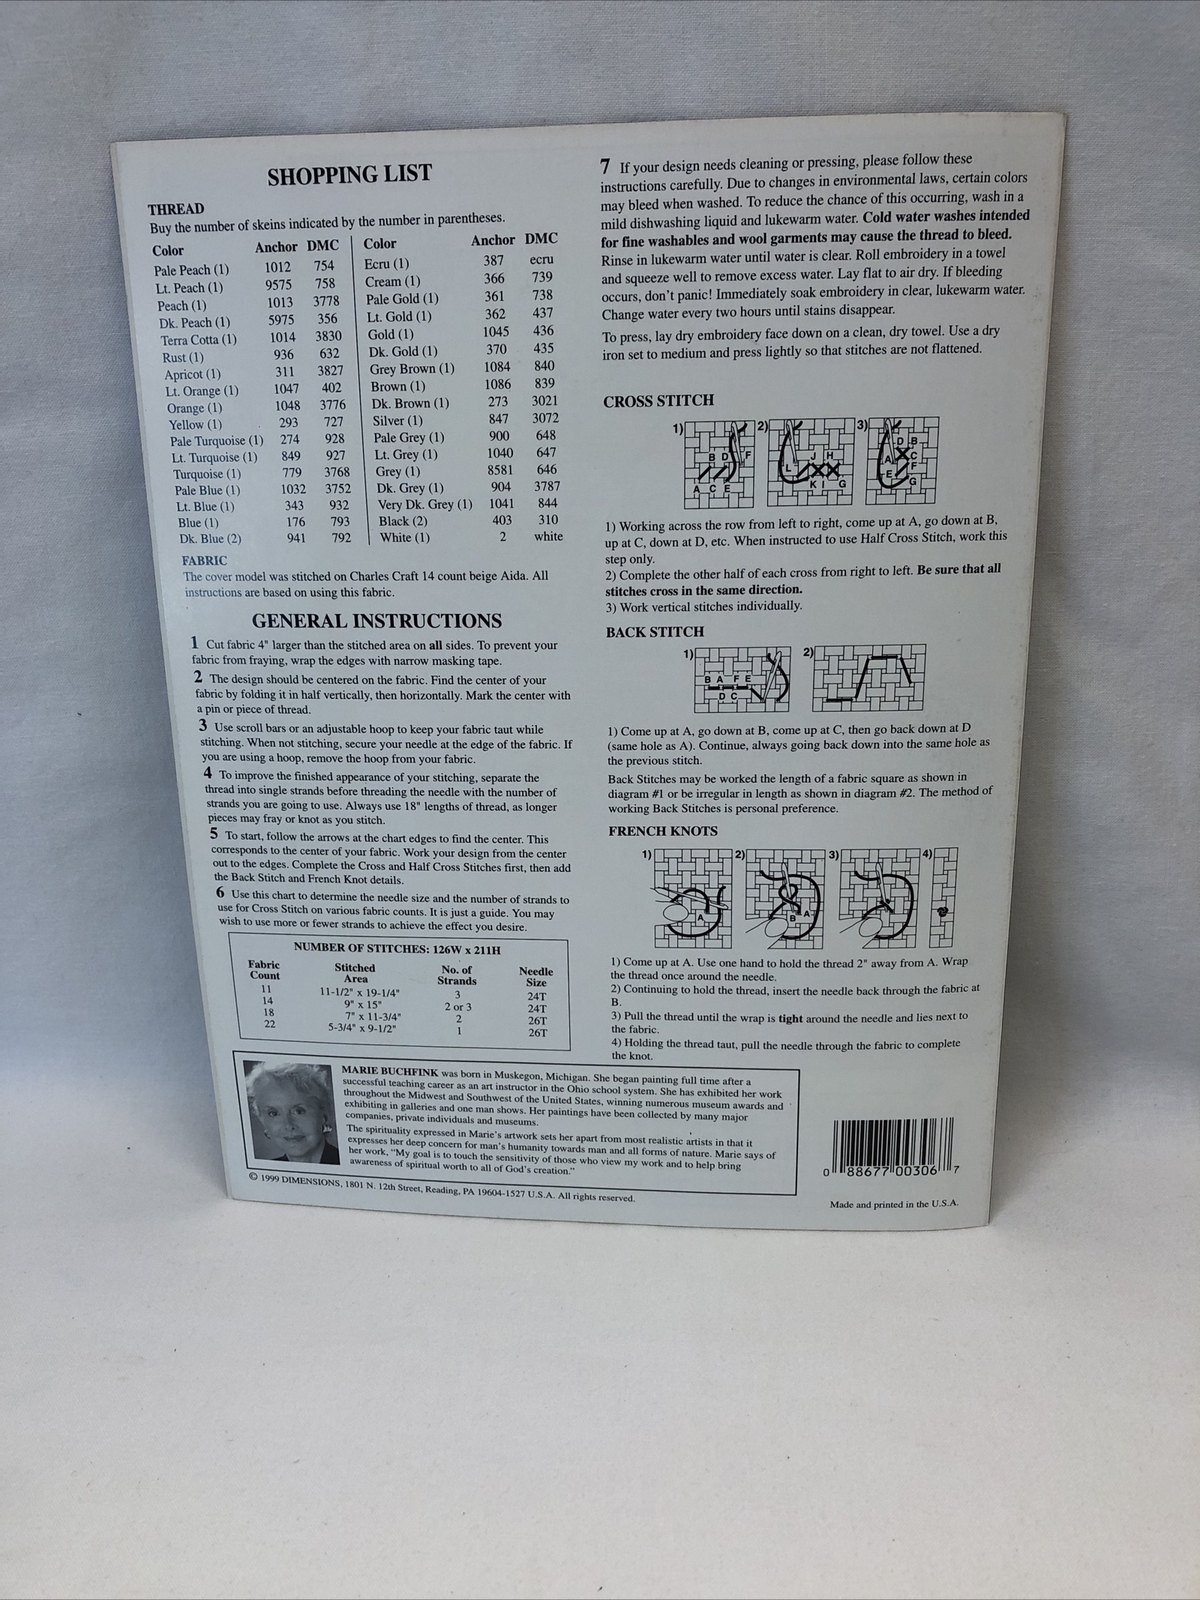 SHOPPING LIST
THREAD
Buy the number of skeins indicated by the number in parentheses.
Color Anchor DMC
Pale Peach (1) 1012 754
Lt. Peach (1) 9575 758
Peach (1) 1013 3778
Dk. Peach (1) 5975 356
Terra Cotta (1) 1014 3830
Rust (1) 936 632
Apricot (1) 311 3827
Lt. Orange (1) 1047 402
Orange (1) 1048 3776
Yellow (1) 293 727
Pale Turquoise (1) 274 928
Lt. Turquoise (1) 849 927
Turquoise (1) 779 3768
Pale Blue (1) 1032 3752
Lt. Blue (1) 343 932
Blue (1) 176 793
Dk. Blue (2) 941 792
Color Anchor DMC
Ecru (1) 387 ecru
Cream (1) 366 739
Pale Gold (1) 361 738
Lt. Gold (1) 362 437
Gold (1) 1045 436
Dk. Gold (1) 370 435
Grey Brown (1) 1084 840
Brown (1) 1086 839
Dk. Brown (1) 273 3021
Silver (1) 847 3072
Pale Grey (1) 900 648
Lt. Grey (1) 1040 647
Grey (1) 8581 646
Dk. Grey (1) 904 3787
Very Dk. Grey (1) 1041 844
Black (2) 403 310
White (1) 2 white
FABRIC
The cover model was stitched on Charles Craft 14 count beige Aida. All
instructions are based on using this fabric.
GENERAL INSTRUCTIONS
1 Cut fabric 4" larger than the stitched area on all sides. To prevent your
fabric from fraying, wrap the edges with narrow masking tape.
2 The design should be centered on the fabric. Find the center of your
fabric by folding it in half vertically, then horizontally. Mark the center with
a pin or piece of thread.
3 Use scroll bars or an adjustable hoop to keep your fabric taut while
stitching. When not stitching, secure your needle at the edge of the fabric. If
you are using a hoop, remove the hoop from your fabric.
4 To improve the finished appearance of your stitching, separate the
thread into single strands before threading the needle with the number of
strands you are going to use. Always use 18" lengths of thread, as longer
pieces may fray or knot as you stitch.
5 To start, follow the arrows at the chart edges to find the center. This
corresponds to the center of your fabric. Work your design from the center
out to the edges. Complete the Cross and Half Cross Stitches first, then add
the Back Stitch and French Knot details.
6 Use this chart to determine the needle size and the number of strands to
use for Cross Stitch on various fabric counts. It is just a guide. You may
wish to use more or fewer strands to achieve the effect you desire.
NUMBER OF STITCHES: 126W x 211H
Fabric Stitched No. of Needle
Count Area Strands Size
11 11-1/2" x 19-1/4" 3 24T
14 9" x 15" 2 or 3 24T
18 7" x 11-3/4" 2 26T
22 5-3/4" x 9-1/2" 1 26T
7 If your design needs cleaning or pressing, please follow these
instructions carefully. Due to changes in environmental laws, certain colors
may bleed when washed. To reduce the chance of this occurring, wash in a
mild dishwashing liquid and lukewarm water. Cold water washes intended
for fine washables and wool garments may cause the thread to bleed.
Rinse in lukewarm water until water is clear. Roll embroidery in a towel
and squeeze well to remove excess water. Lay flat to air dry. If bleeding
occurs, don't panic! Immediately soak embroidery in clear, lukewarm water.
Change water every two hours until stains disappear.
To press, lay dry embroidery face down on a clean, dry towel. Use a dry
iron set to medium and press lightly so that stitches are not flattened.
CROSS STITCH
1) 2) 3)
B D F
A C E
J H
L
K I G
D B
A C
E F
G
1) Working across the row from left to right, come up at A, go down at B,
up at C, down at D, etc. When instructed to use Half Cross Stitch, work this
step only.
2) Complete the other half of each cross from right to left. Be sure that all
stitches cross in the same direction.
3) Work vertical stitches individually.
BACK STITCH
1) 2)
B A F E
D C
1) Come up at A, go down at B, come up at C, then go back down at D
(same hole as A). Continue, always going back down into the same hole as
the previous stitch.
Back Stitches may be worked the length of a fabric square as shown in
diagram #1 or be irregular in length as shown in diagram #2. The method of
working Back Stitches is personal preference.
FRENCH KNOTS
1) 2) 3) 4)
A
B A
1) Come up at A. Use one hand to hold the thread 2" away from A. Wrap
the thread once around the needle.
2) Continuing to hold the thread, insert the needle back through the fabric at
B.
3) Pull the thread until the wrap is tight around the needle and lies next to
the fabric.
4) Holding the thread taut, pull the needle through the fabric to complete
the knot.
MARIE BUCHFINK was born in Muskegon, Michigan. She began painting full time after a
successful teaching career as an art instructor in the Ohio school system. She has exhibited her work
throughout the Midwest and Southwest of the United States, winning numerous museum awards and
exhibiting in galleries and one man shows. Her paintings have been collected by many major
companies, private individuals and museums.
The spirituality expressed in Marie's artwork sets her apart from most realistic artists in that it
expresses her deep concern for man's humanity towards man and all forms of nature. Marie says of
her work, "My goal is to touch the sensitivity of those who view my work and to help bring
awareness of spiritual worth to all of God's creation."
© 1999 DIMENSIONS, 1801 N. 12th Street, Reading, PA 19604-1527 U.S.A. All rights reserved.
0 88677 00306 7
Made and printed in the U.S.A.